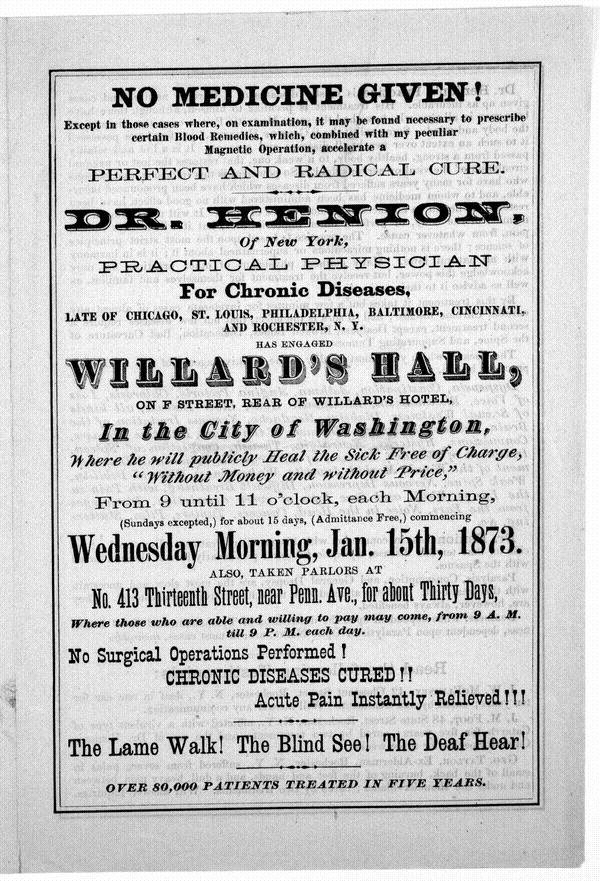 NO MEDICINE GIVEN!
Except in those cases where, on examination, it may be found necessary to prescribe
certain Blood Remedies, which, combined with my peculiar
Magnetic Operation, accelerate a
PERFECT AND RADICAL CURE.
DR. HENION,
Of New York,
PRACTICAL PHYSICIAN
For Chronic Diseases,
LATE OF CHICAGO, ST. LOUIS, PHILADELPHIA, BALTIMORE, CINCINNATI,
AND ROCHESTER, N. Y.
HAS ENGAGED
WILLARD'S HALL,
ON F STREET, REAR OF WILLARD'S HOTEL,
In the City of Washington,
Where he will publicly Heal the Sick Free of Charge,
"Without Money and without Price,"
From 9 until 11 o'clock, each Morning,
(Sundays excepted,) for about 15 days, (Admittance Free,) commencing
Wednesday Morning, Jan. 15th, 1873.
ALSO, TAKEN PARLORS AT
No. 413 Thirteenth Street, near Penn. Ave., for about Thirty Days,
Where those who are able and willing to pay may come, from 9 A. M.
till 9 P. M. each day.
No Surgical Operations Performed!
CHRONIC DISEASES CURED!!
Acute Pain Instantly Relieved!!!
The Lame Walk! The Blind See! The Deaf Hear!
OVER 80,000 PATIENTS TREATED IN FIVE YEARS.